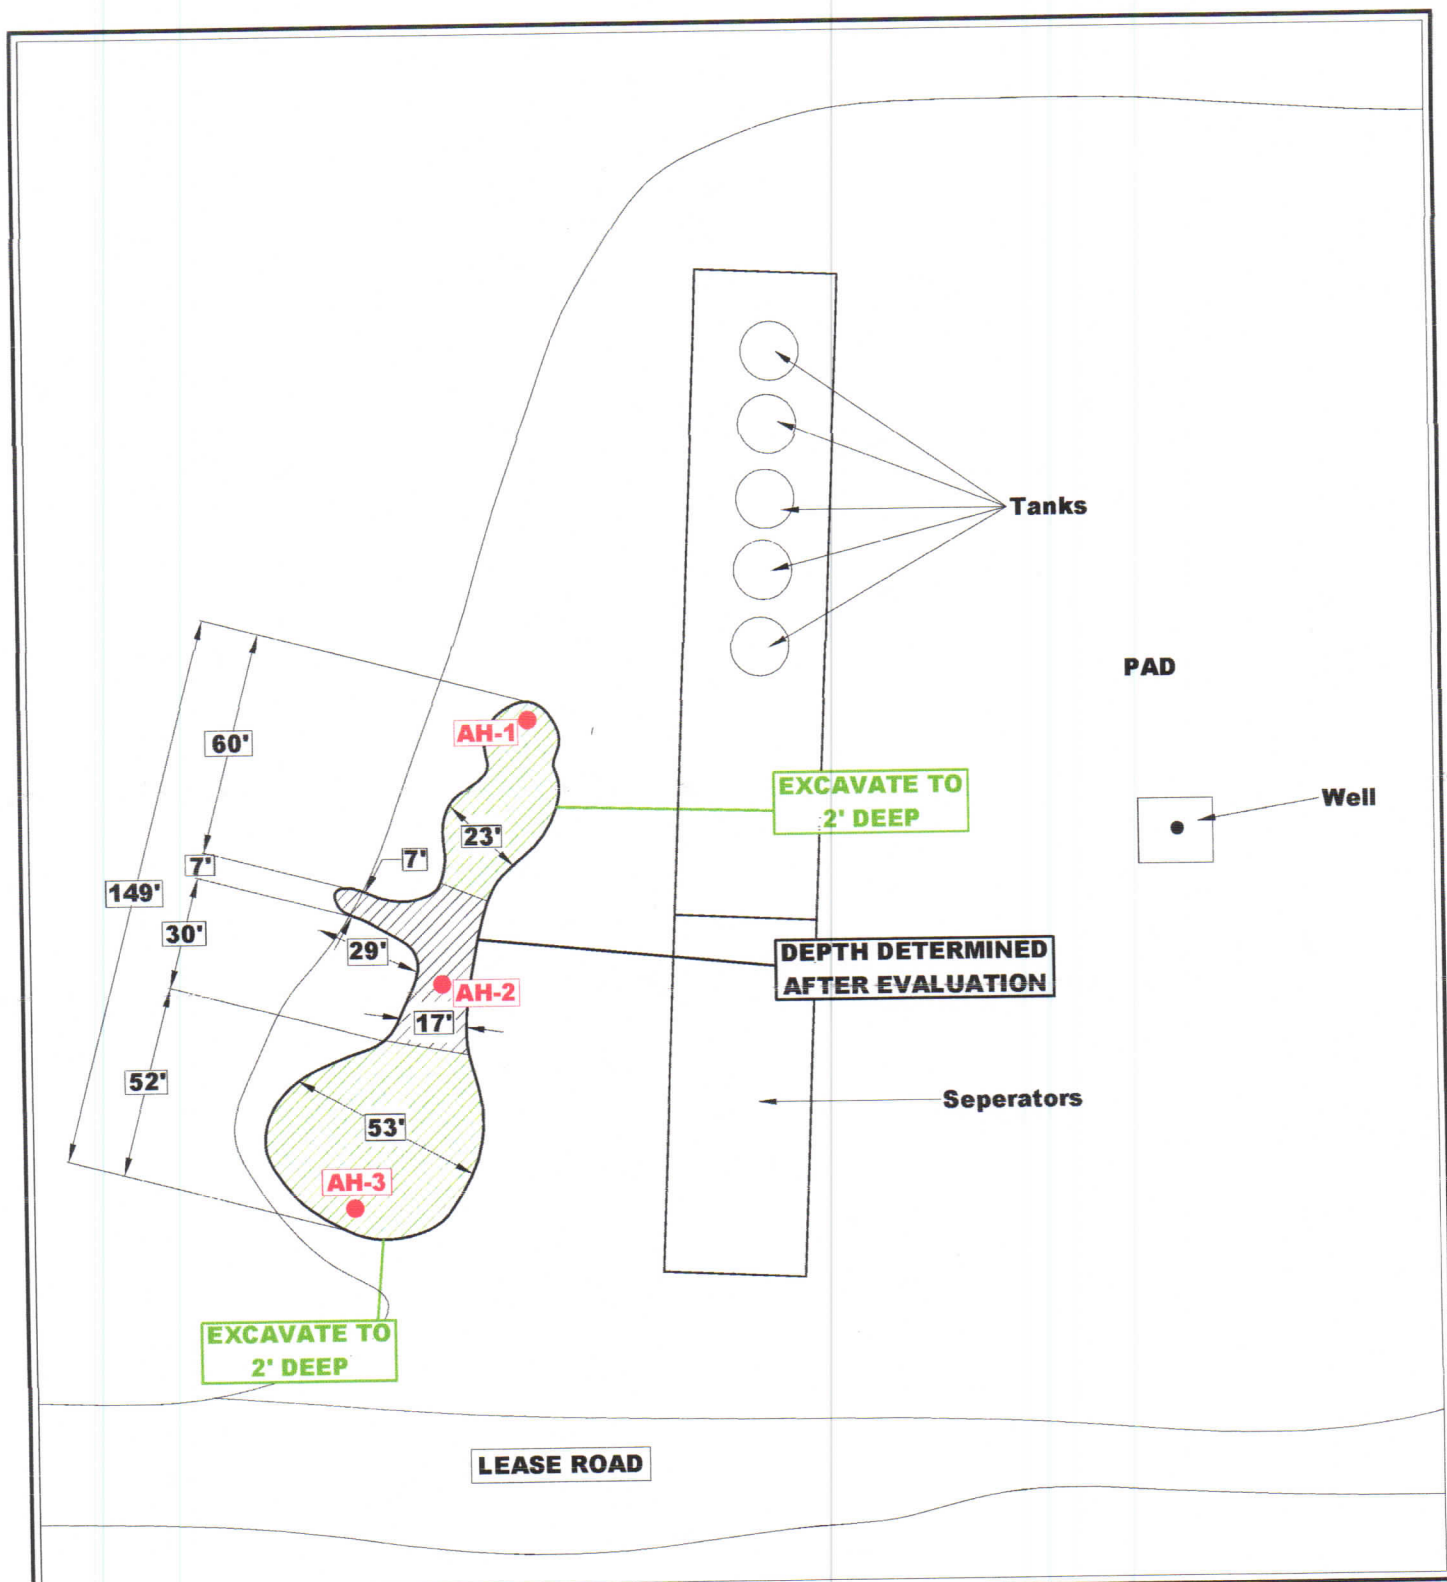 Tanks
PAD
AH-1
60'
EXCAVATE TO
2' DEEP
Well
23'
7'
7'
149'
30'
29'
DEPTH DETERMINED
AFTER EVALUATION
AH-2
17'
52'
Seperators
53'
AH-3
EXCAVATE TO
2' DEEP
LEASE ROAD